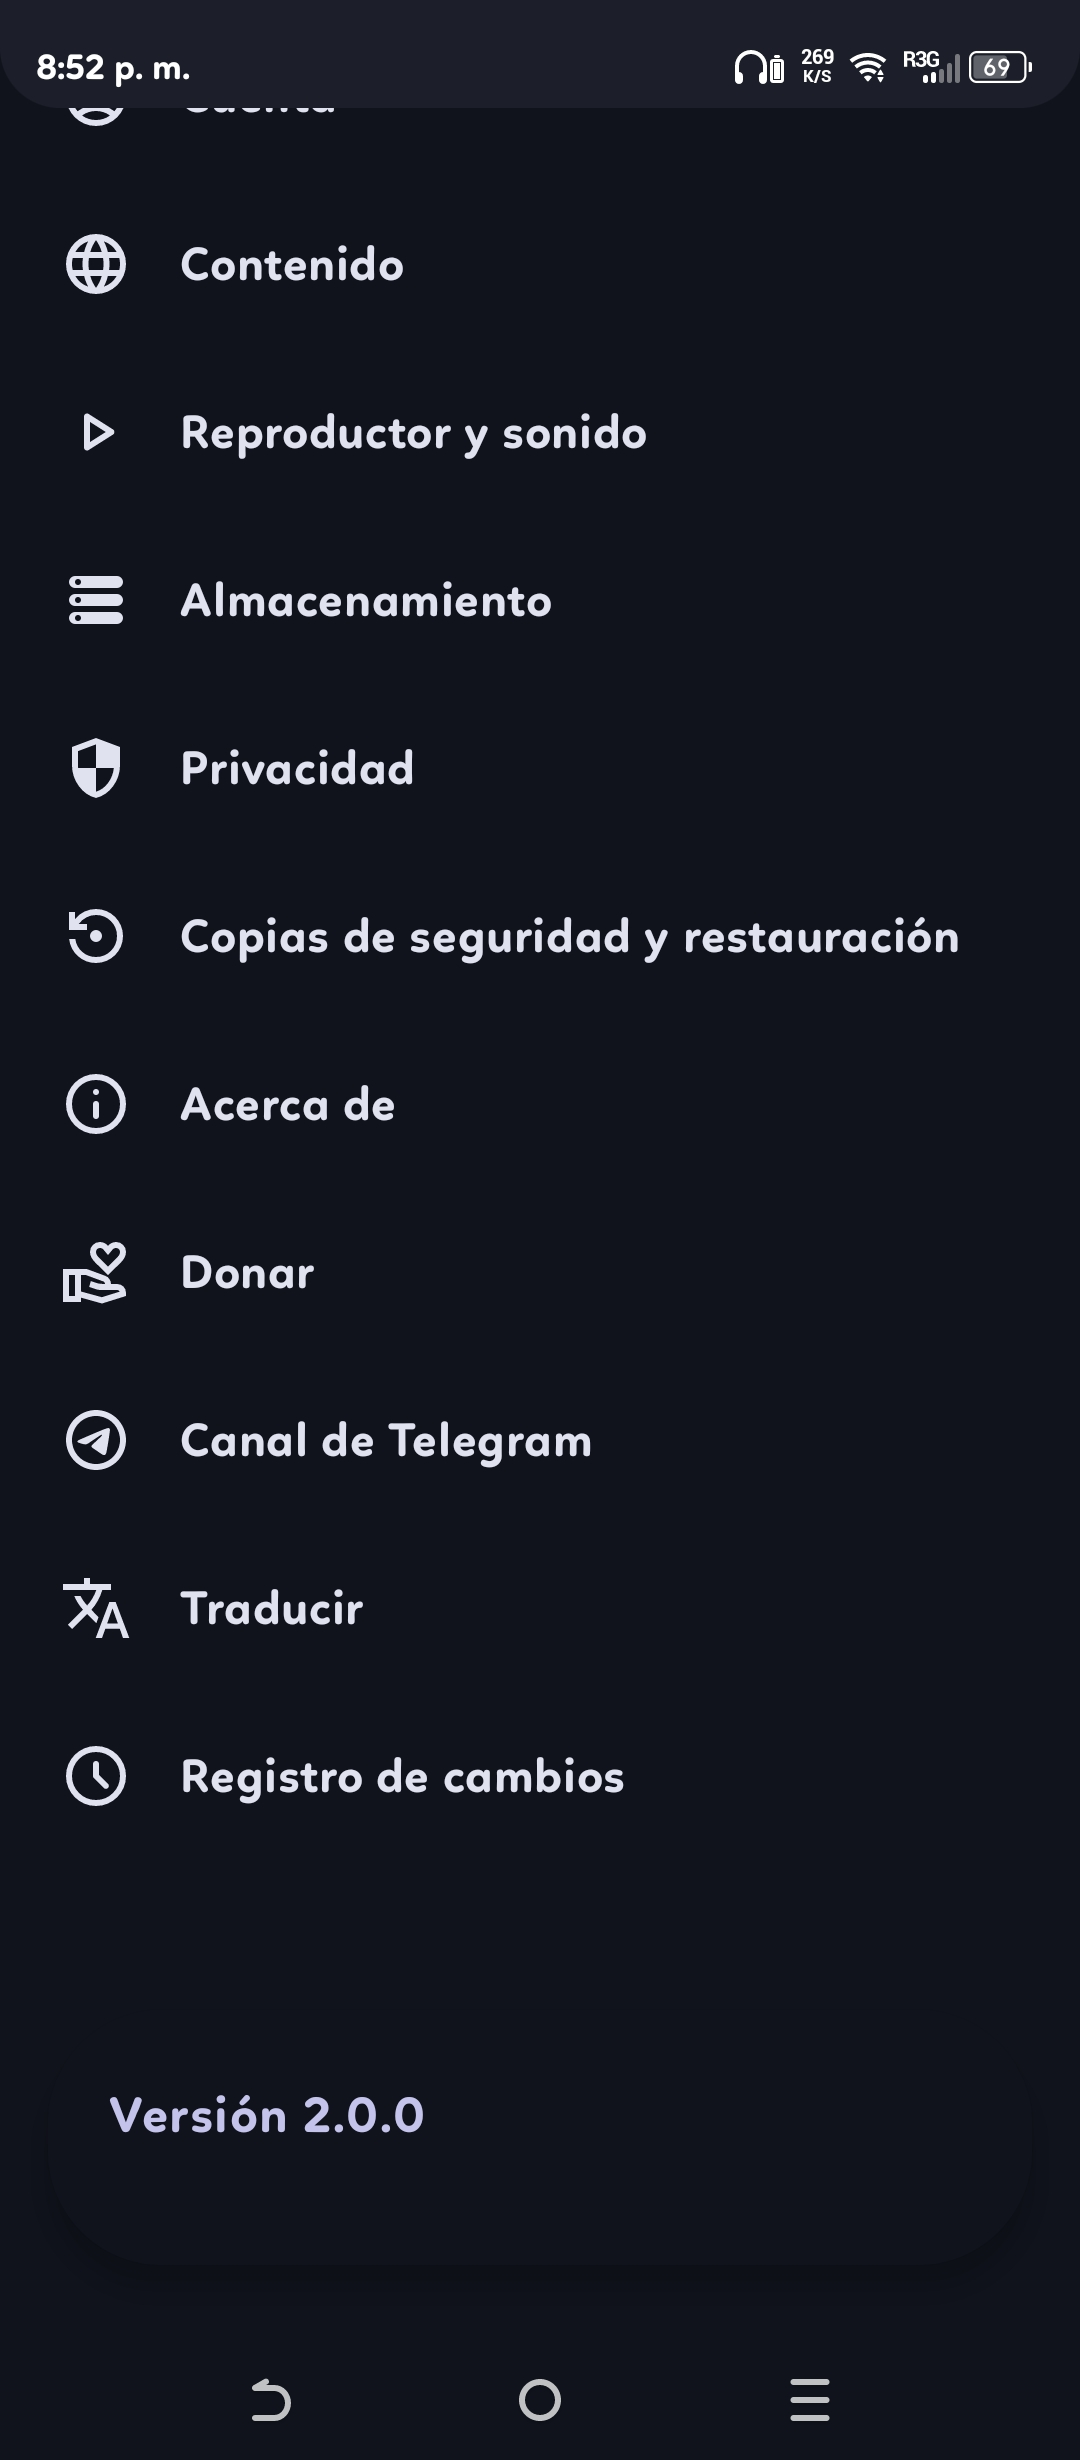 8:52 p. m.
269
K/S
R3G
69
Contenido
Reproductor y sonido
Almacenamiento
Privacidad
Copias de seguridad y restauración
Acerca de
Donar
Canal de Telegram
Traducir
Registro de cambios
Versión 2.0.0